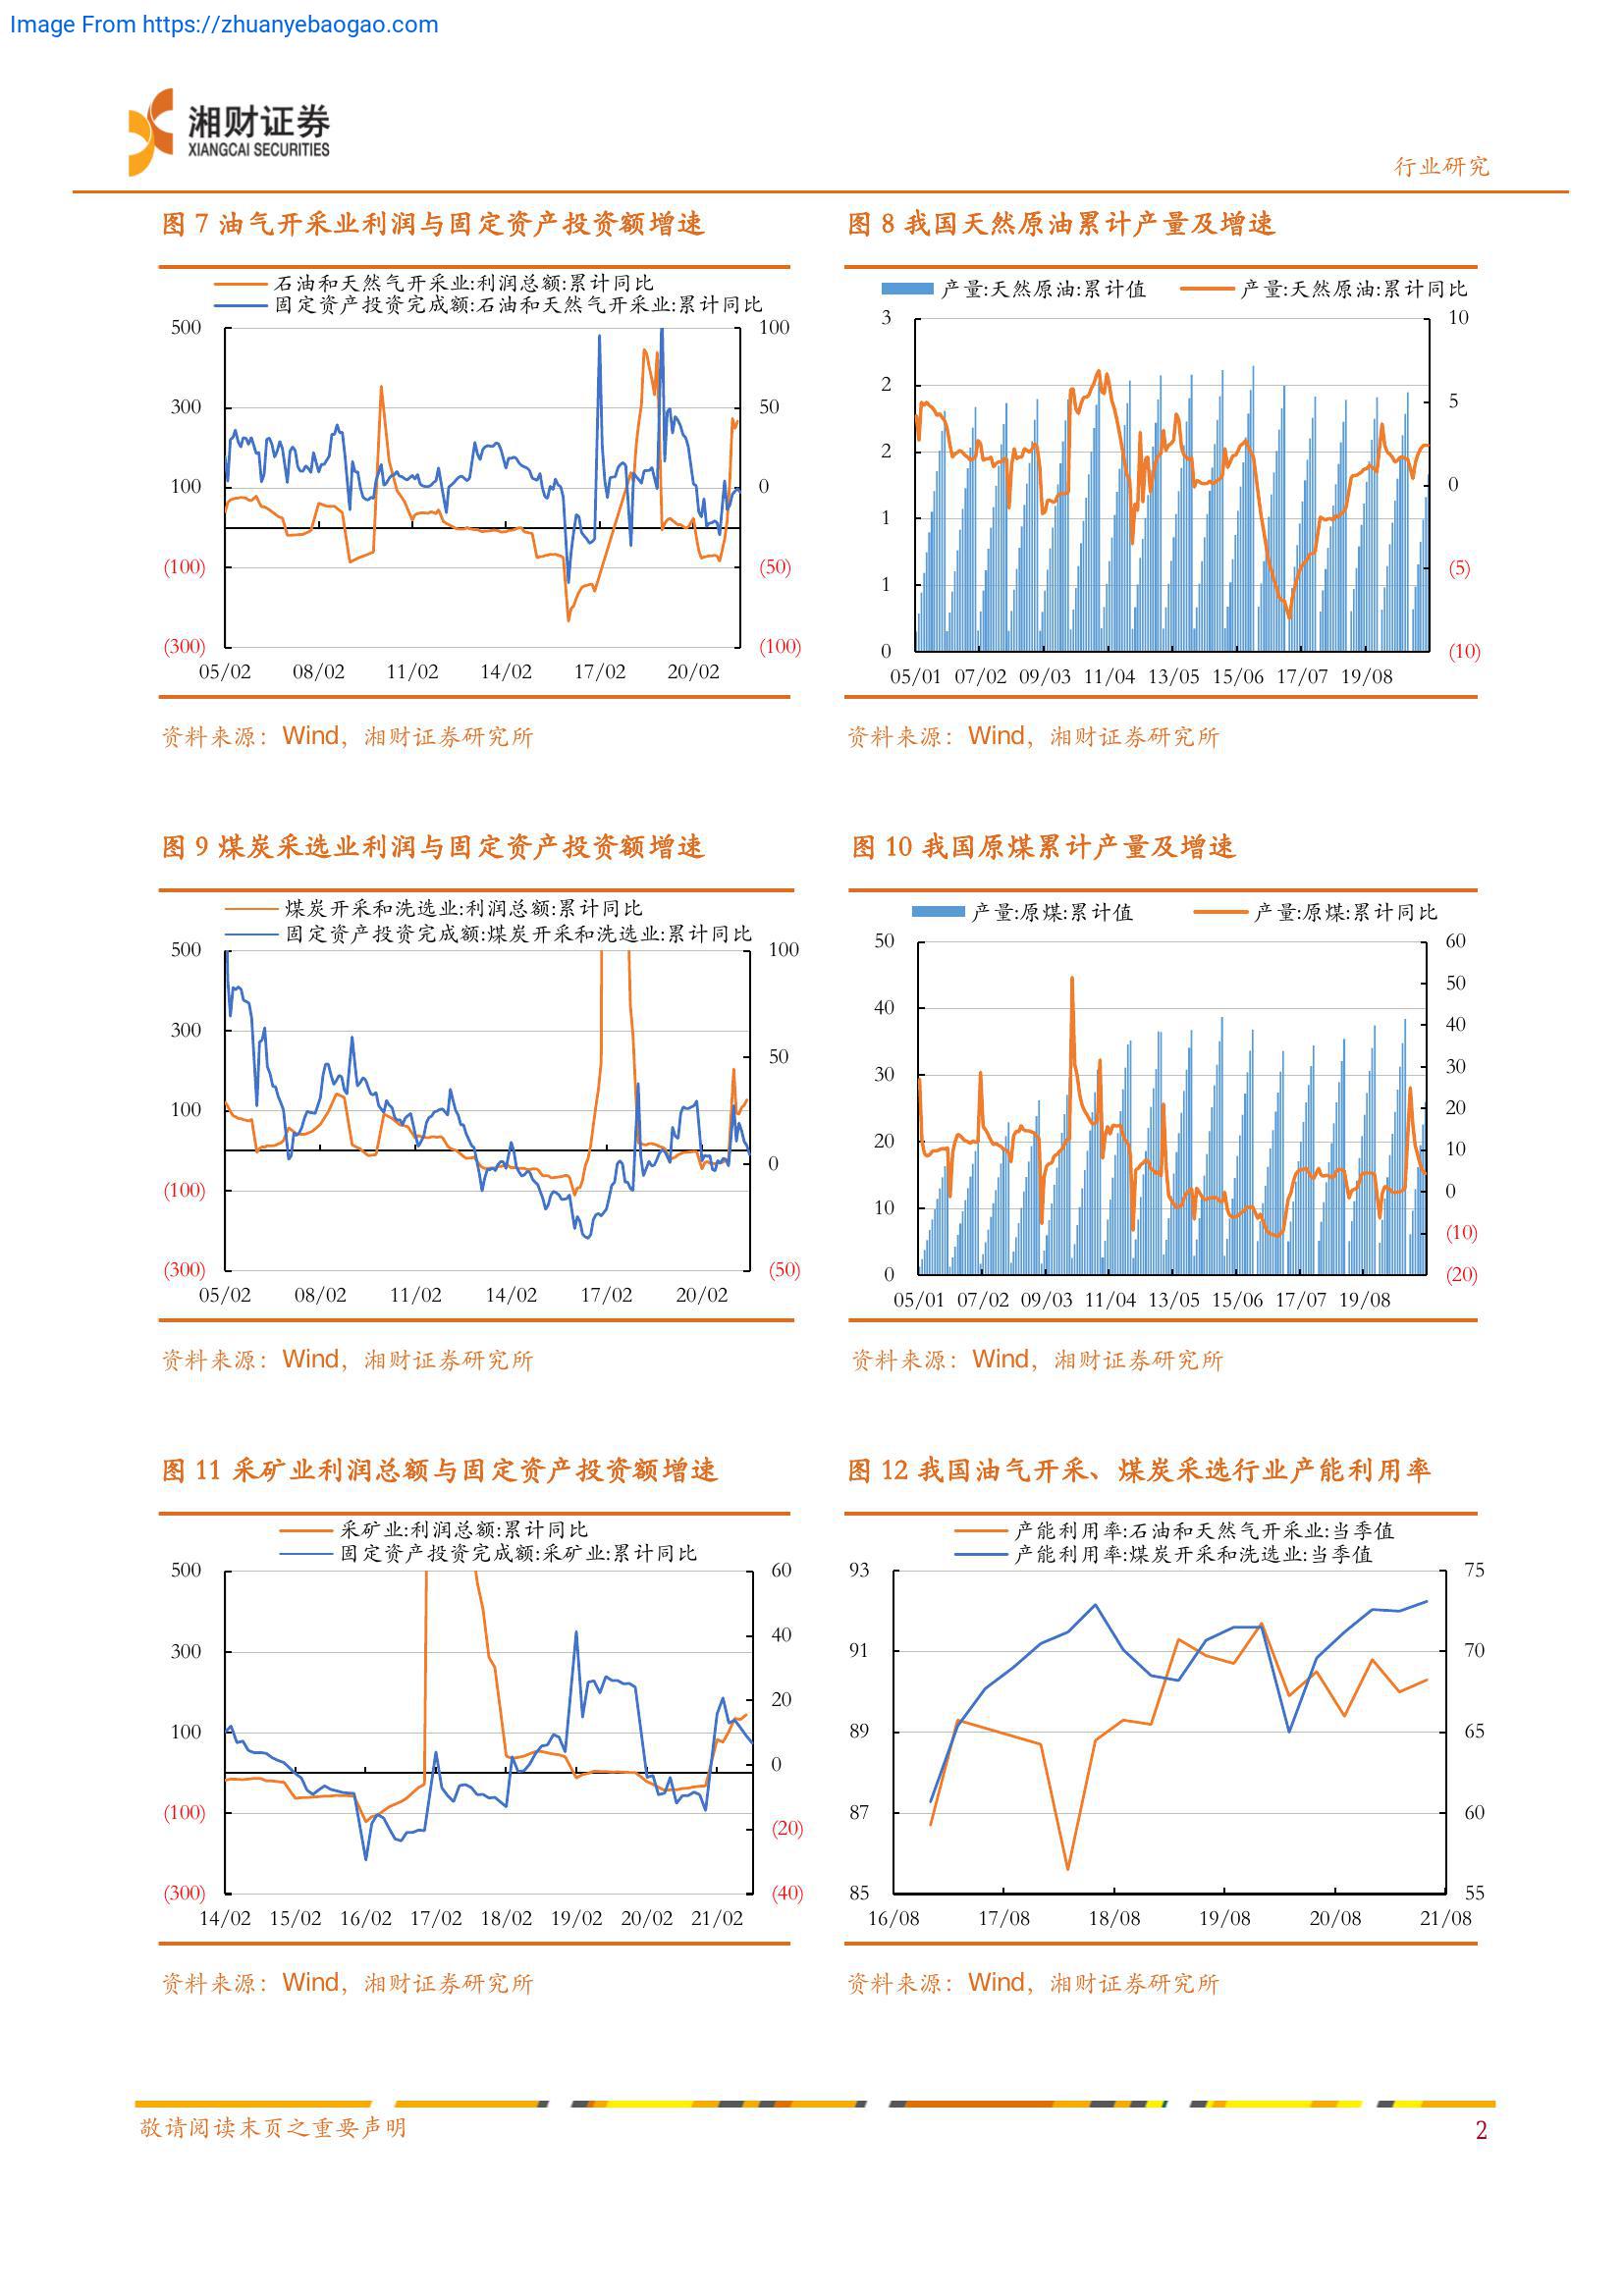 Image From https://zhuanyebaogao.com
湘财证券
XIANGCAI SECURITIES
行业研究
图 7 油气开采业利润与固定资产投资额增速
石油和天然气开采业:利润总额:累计同比
固定资产投资完成额:石油和天然气开采业:累计同比
500 100
300 50
100 0
(100) (50)
(300) (100)
05/02 08/02 11/02 14/02 17/02 20/02
资料来源：Wind，湘财证券研究所
图 8 我国天然原油累计产量及增速
产量:天然原油:累计值 产量:天然原油:累计同比
3 10
2 5
2
1 0
1 (5)
0 (10)
05/01 07/02 09/03 11/04 13/05 15/06 17/07 19/08
资料来源：Wind，湘财证券研究所
图 9 煤炭采选业利润与固定资产投资额增速
煤炭开采和洗选业:利润总额:累计同比
固定资产投资完成额:煤炭开采和洗选业:累计同比
500 100
300 50
100 0
(100)
(300) (50)
05/02 08/02 11/02 14/02 17/02 20/02
资料来源：Wind，湘财证券研究所
图 10 我国原煤累计产量及增速
产量:原煤:累计值 产量:原煤:累计同比
50 60
50
40 40
30 30
20
20 10
0
10 (10)
0 (20)
05/01 07/02 09/03 11/04 13/05 15/06 17/07 19/08
资料来源：Wind，湘财证券研究所
图 11 采矿业利润总额与固定资产投资额增速
采矿业:利润总额:累计同比
固定资产投资完成额:采矿业:累计同比
500 60
300 40
20
100 0
(100) (20)
(300) (40)
14/02 15/02 16/02 17/02 18/02 19/02 20/02 21/02
资料来源：Wind，湘财证券研究所
图 12 我国油气开采、煤炭采选行业产能利用率
产能利用率:石油和天然气开采业:当季值
产能利用率:煤炭开采和洗选业:当季值
93 75
91 70
89 65
87 60
85 55
16/08 17/08 18/08 19/08 20/08 21/08
资料来源：Wind，湘财证券研究所
敬请阅读末页之重要声明
2